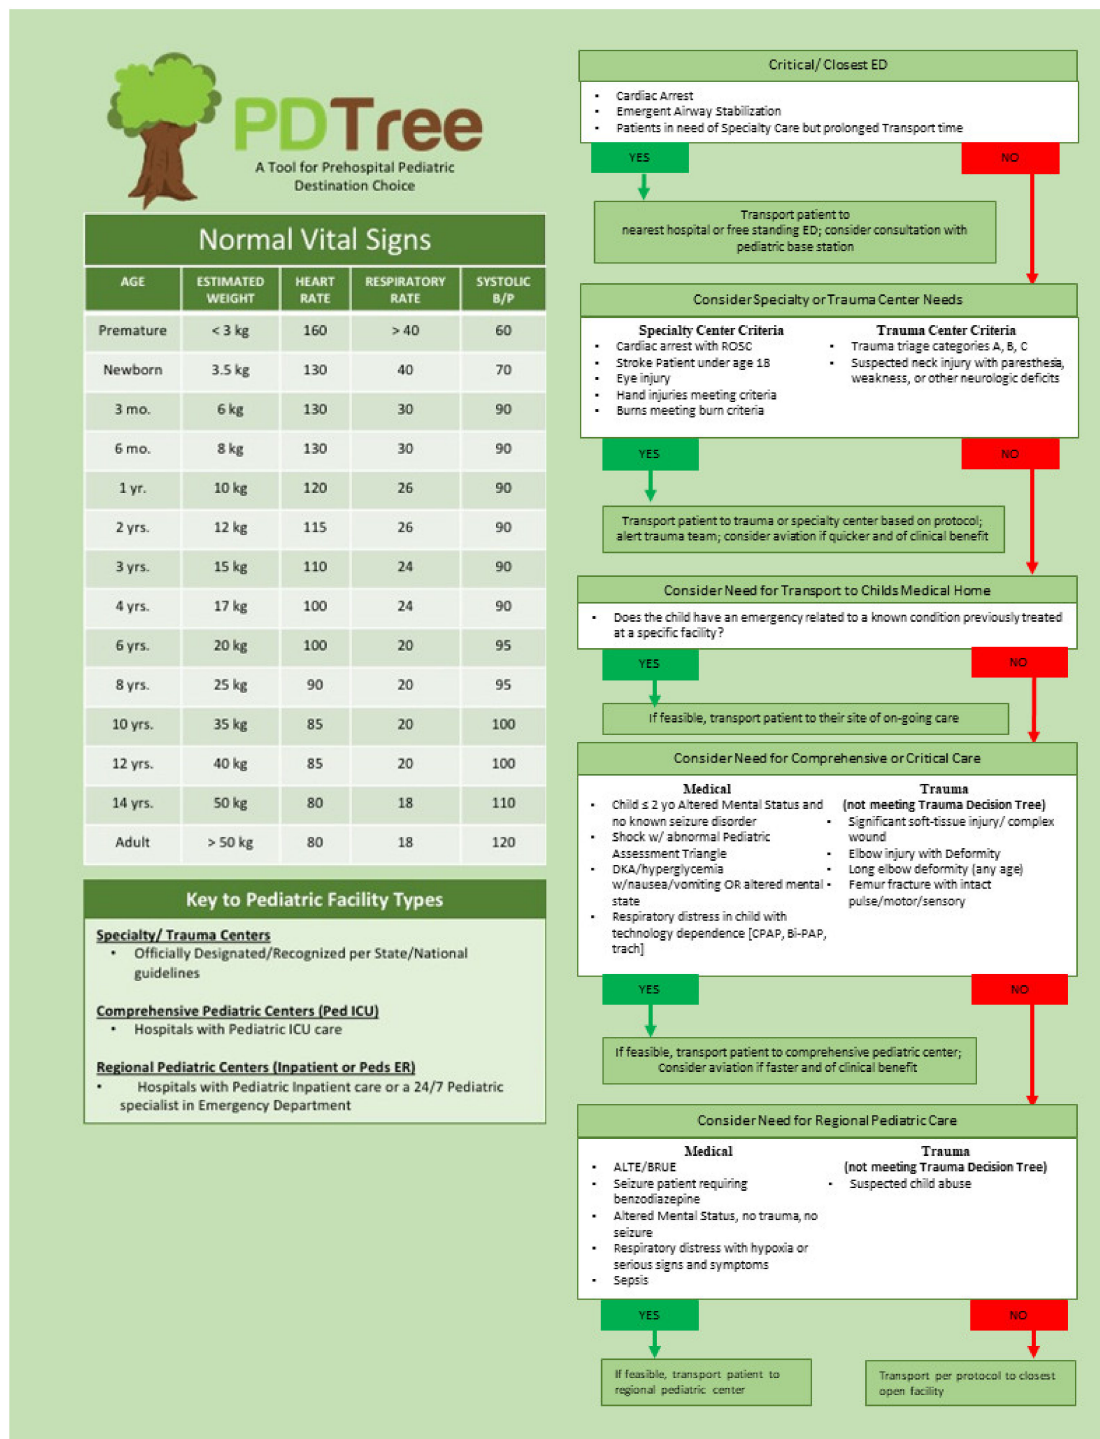 PDTree
A Tool for Prehospital Pediatric
Destination Choice
Normal Vital Signs
AGE ESTIMATED WEIGHT HEART RATE RESPIRATORY RATE SYSTOLIC B/P
Premature < 3 kg 160 > 40 60
Newborn 3.5 kg 130 40 70
3 mo. 6 kg 130 30 90
6 mo. 8 kg 130 30 90
1 yr. 10 kg 120 26 90
2 yrs. 12 kg 115 26 90
3 yrs. 15 kg 110 24 90
4 yrs. 17 kg 100 24 90
6 yrs. 20 kg 100 20 95
8 yrs. 25 kg 90 20 95
10 yrs. 35 kg 85 20 100
12 yrs. 40 kg 85 20 100
14 yrs. 50 kg 80 18 110
Adult > 50 kg 80 18 120
Key to Pediatric Facility Types
Specialty/ Trauma Centers
• Officially Designated/Recognized per State/National
guidelines
Comprehensive Pediatric Centers (Ped ICU)
• Hospitals with Pediatric ICU care
Regional Pediatric Centers (Inpatient or Peds ER)
• Hospitals with Pediatric Inpatient care or a 24/7 Pediatric
specialist in Emergency Department
Critical/ Closest ED
• Cardiac Arrest
• Emergent Airway Stabilization
• Patients in need of Specialty Care but prolonged Transport time
YES
NO
Transport patient to
nearest hospital or free standing ED; consider consultation with
pediatric base station
Consider Specialty or Trauma Center Needs
Specialty Center Criteria
• Cardiac arrest with ROSC
• Stroke Patient under age 18
• Eye injury
• Hand injuries meeting criteria
• Burns meeting burn criteria
Trauma Center Criteria
• Trauma triage categories A, B, C
• Suspected neck injury with paresthesia,
weakness, or other neurologic deficits
YES
NO
Transport patient to trauma or specialty center based on protocol;
alert trauma team; consider aviation if quicker and of clinical benefit
Consider Need for Transport to Childs Medical Home
• Does the child have an emergency related to a known condition previously treated
at a specific facility?
YES
NO
If feasible, transport patient to their site of on-going care
Consider Need for Comprehensive or Critical Care
Medical
• Child ≤ 2 yo Altered Mental Status and
no known seizure disorder
• Shock w/ abnormal Pediatric
Assessment Triangle
• DKA/hyperglycemia
w/nausea/vomiting OR altered mental
state
• Respiratory distress in child with
technology dependence [CPAP, Bi-PAP,
trach]
Trauma
(not meeting Trauma Decision Tree)
• Significant soft-tissue injury/ complex
wound
• Elbow injury with Deformity
• Long elbow deformity (any age)
• Femur fracture with intact
pulse/motor/sensory
YES
NO
If feasible, transport patient to comprehensive pediatric center;
Consider aviation if faster and of clinical benefit
Consider Need for Regional Pediatric Care
Medical
• ALTE/BRUE
• Seizure patient requiring
benzodiazepine
• Altered Mental Status, no trauma, no
seizure
• Respiratory distress with hypoxia or
serious signs and symptoms
• Sepsis
Trauma
(not meeting Trauma Decision Tree)
• Suspected child abuse
YES
NO
If feasible, transport patient to
regional pediatric center
Transport per protocol to closest
open facility